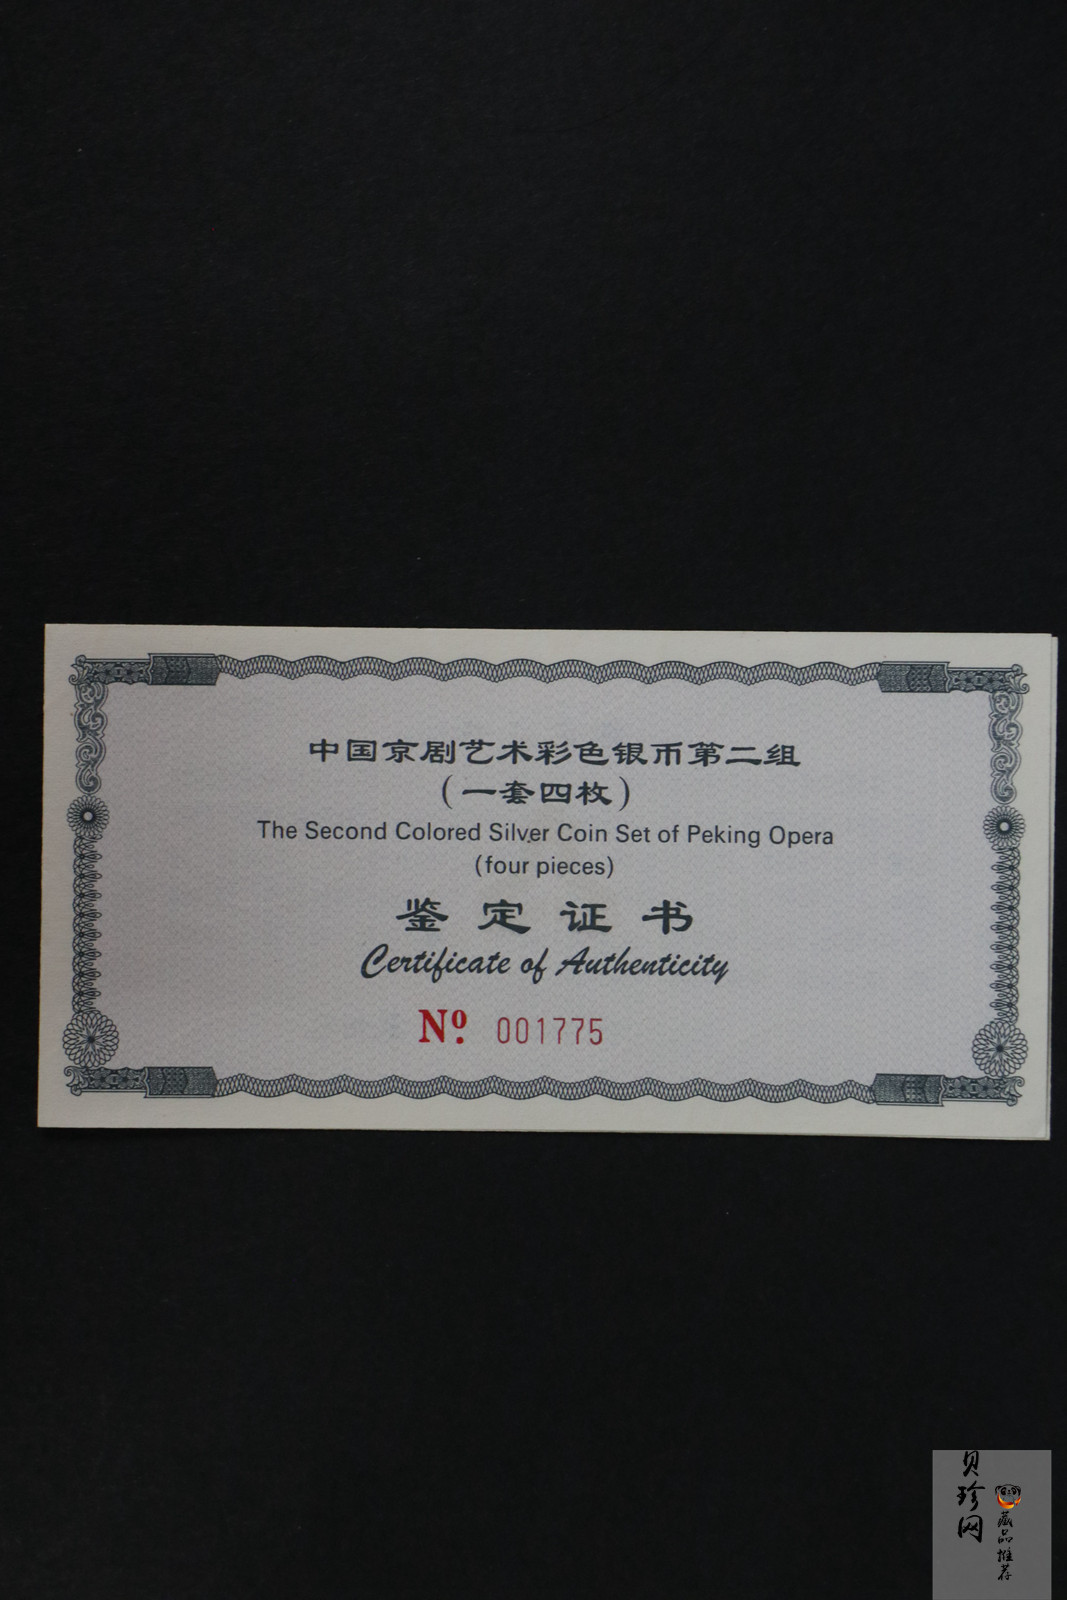 中国京剧艺术彩色银币第二组
(一套四枚)
The Second Colored Silver Coin Set of Peking Opera
(four pieces)
鉴定证书
Certificate of Authenticity
Nº. 001775
贝珍网
藏品推荐